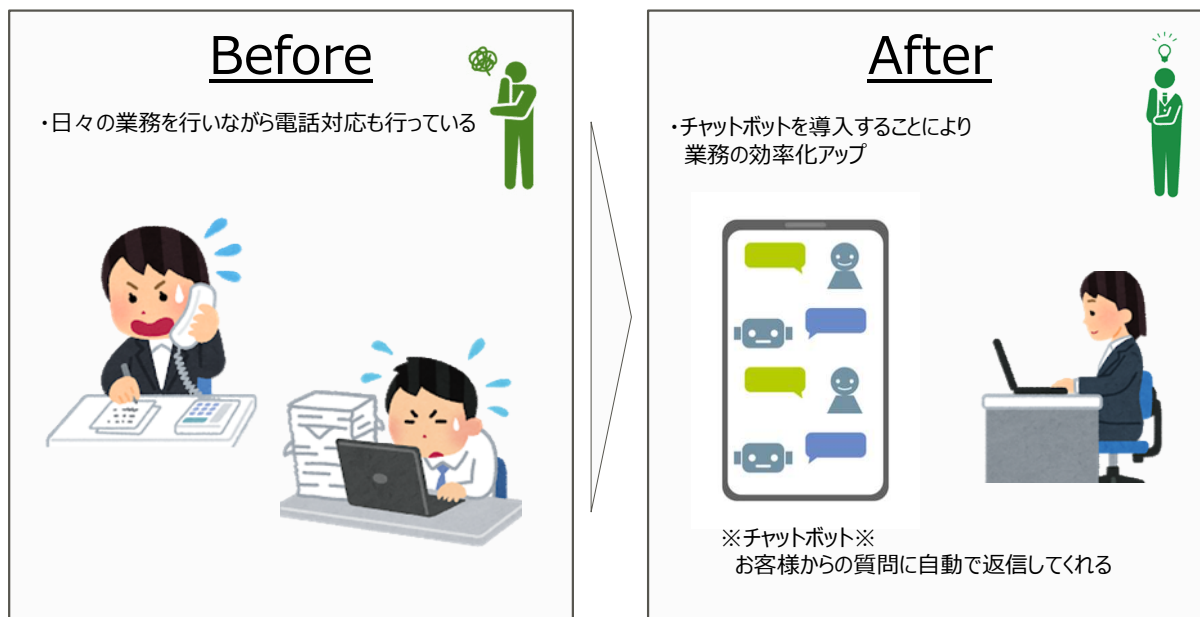 Before
・日々の業務を行いながら電話対応も行っている
After
・チャットボットを導入することにより
業務の効率化アップ
※チャットボット※
お客様からの質問に自動で返信してくれる